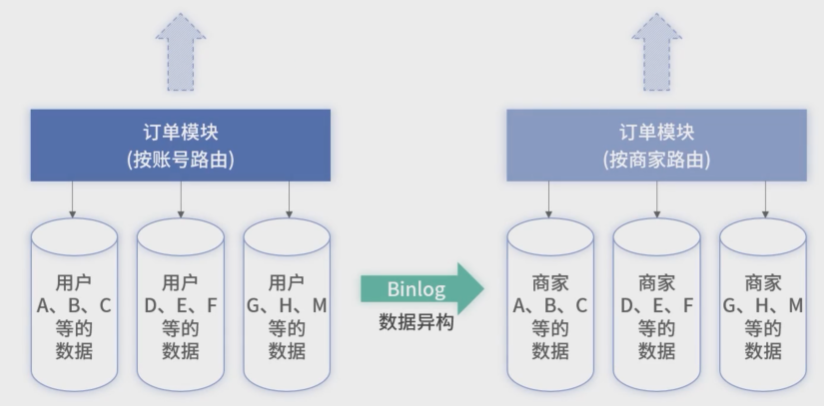 订单模块
(按账号路由)
订单模块
(按商家路由)
用户
A、B、C
等的
数据
用户
D、E、F
等的
数据
用户
G、H、M
等的
数据
Binlog
数据异构
商家
A、B、C
等的
数据
商家
D、E、F
等的
数据
商家
G、H、M
等的
数据